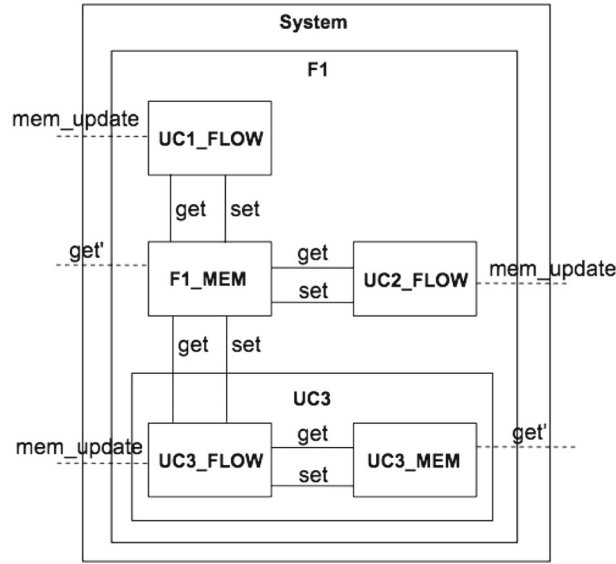 System
F1
mem_update
UC1_FLOW
get set
get'
F1_MEM
get
set
UC2_FLOW
mem_update
get set
UC3
mem_update
UC3_FLOW
get
set
UC3_MEM
get'